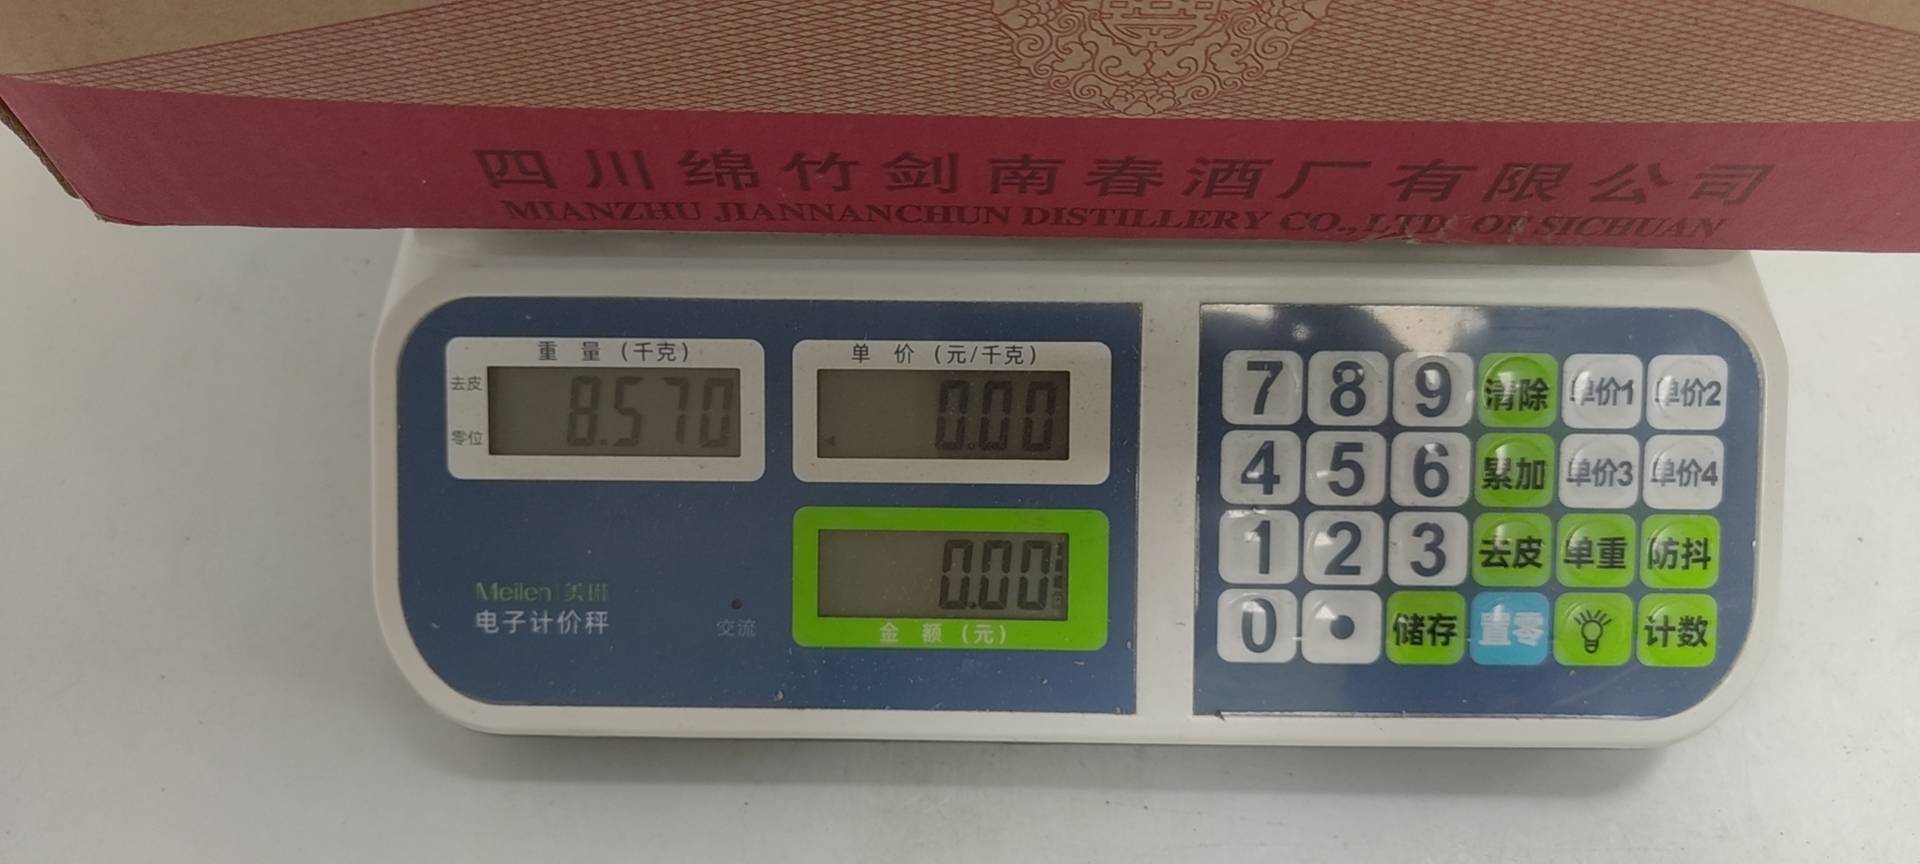 四川绵竹剑南春酒厂有限公司
MIANZHU JIANNANCHUN DISTILLERY CO.,LTD. OF SICHUAN
重 量 (千克)
去皮
零位
8.570
单 价 (元/千克)
0.00
0.00
金 额 (元)
Meilen 美琳
电子计价秤
交流
7 8 9 清除 单价1 单价2
4 5 6 累加 单价3 单价4
1 2 3 去皮 单重 防抖
0 . 储存 置零 计数